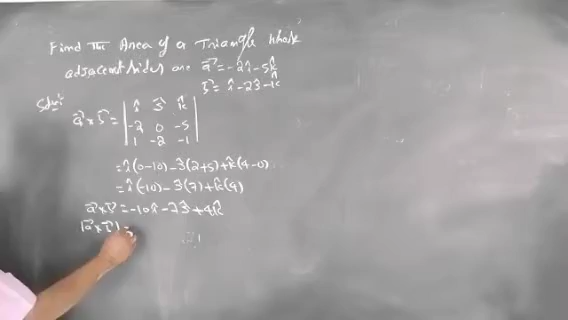 Find The Area of a Triangle whose
adjacent sides are a⃗ = -2î - 5k̂
b⃗ = î - 2ĵ - k̂
Solu:
a⃗ × b⃗ = | î ĵ k̂ |
| -2 0 -5 |
| 1 -2 -1 |
= î(0-10) - ĵ(2+5) + k̂(4-0)
= î(-10) - ĵ(7) + k̂(4)
a⃗ × b⃗ = -10î - 7ĵ + 4k̂
|a⃗ × b⃗| =